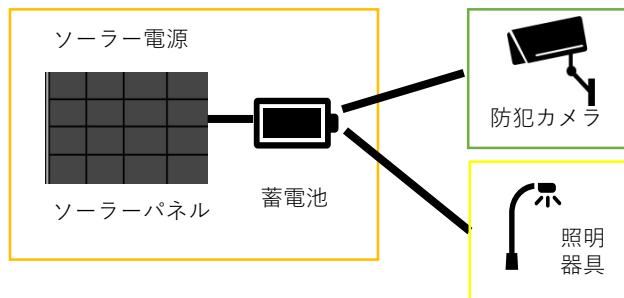 ソーラー電源
ソーラーパネル
蓄電池
防犯カメラ
照明
器具